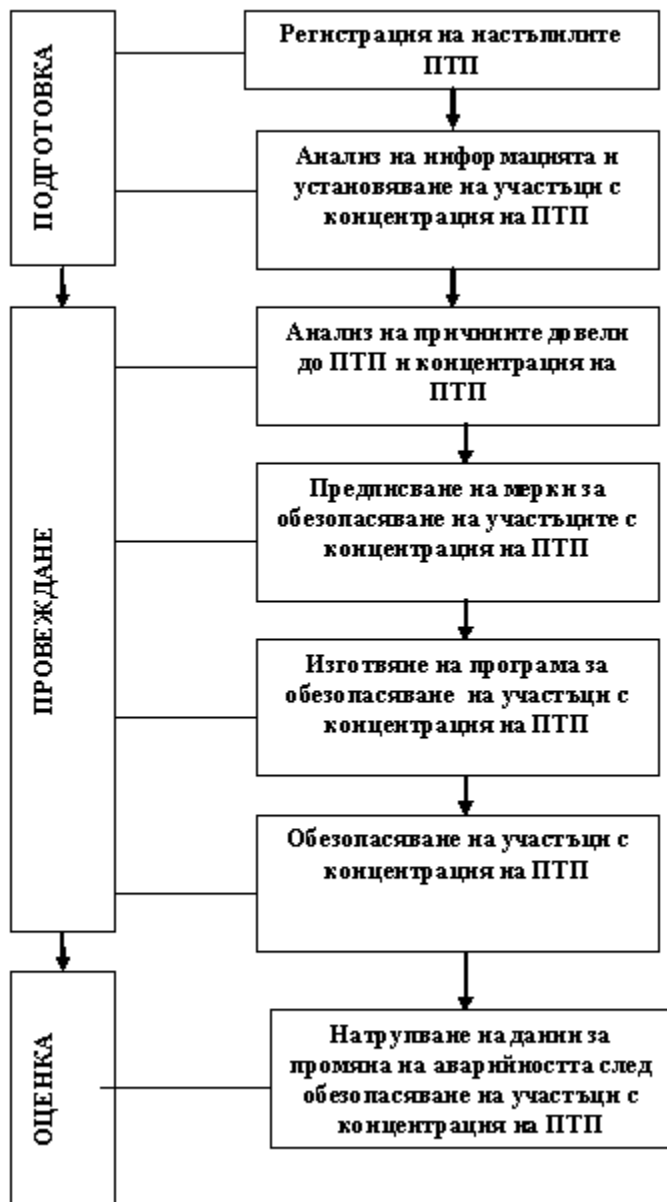 ПОДГОТОВКА
Регистрация на настъпилите
ПТП
Анализ на информацията и
установяване на участъци с
концентрация на ПТП
ПРОВЕЖДАНЕ
Анализ на причините довели
до ПТП и концентрация на
ПТП
Предписване на мерки за
обезопасяване на участъците с
концентрация на ПТП
Изготвяне на програма за
обезопасяване на участъци с
концентрация на ПТП
Обезопасяване на участъци с
концентрация на ПТП
ОЦЕНКА
Натрупване на данни за
промяна на аварийността след
обезопасяване на участъци с
концентрация на ПТП